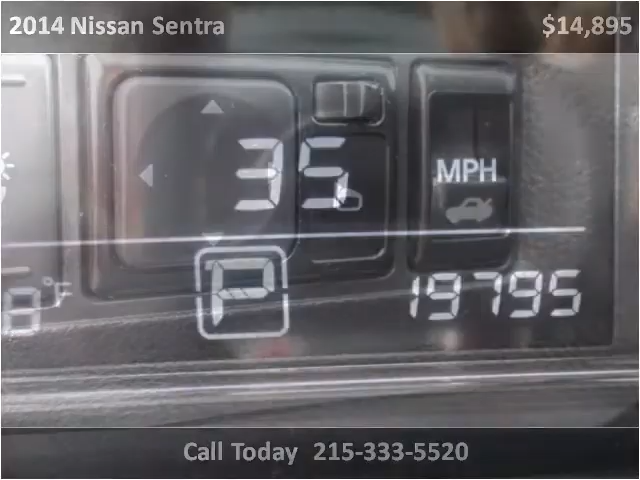 2014 Nissan Sentra $14,895
35 MPH
P 19795
°F
Call Today 215-333-5520